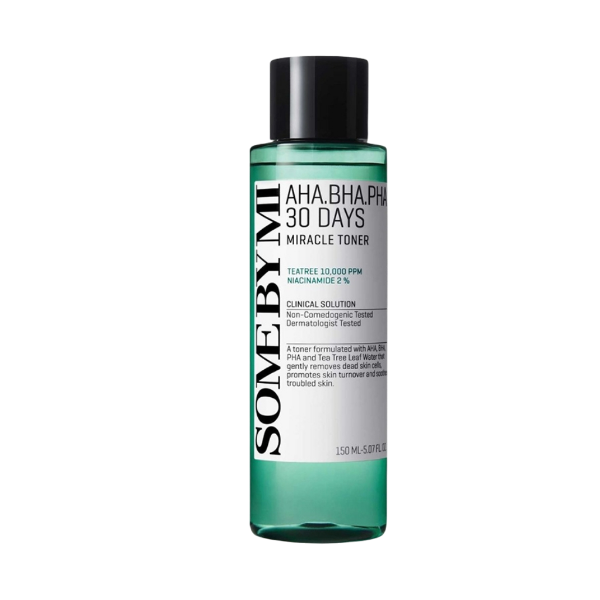 SOME BY MI
AHA.BHA.PHA
30 DAYS
MIRACLE TONER
TEATREE 10,000 PPM
NIACINAMIDE 2 %
CLINICAL SOLUTION
Non-Comedogenic Tested
Dermatologist Tested
A toner formulated with AHA, BHA,
PHA and Tea Tree Leaf Water that
gently removes dead skin cells,
promotes skin turnover and
troubled skin.
150 ML-5.07 FL